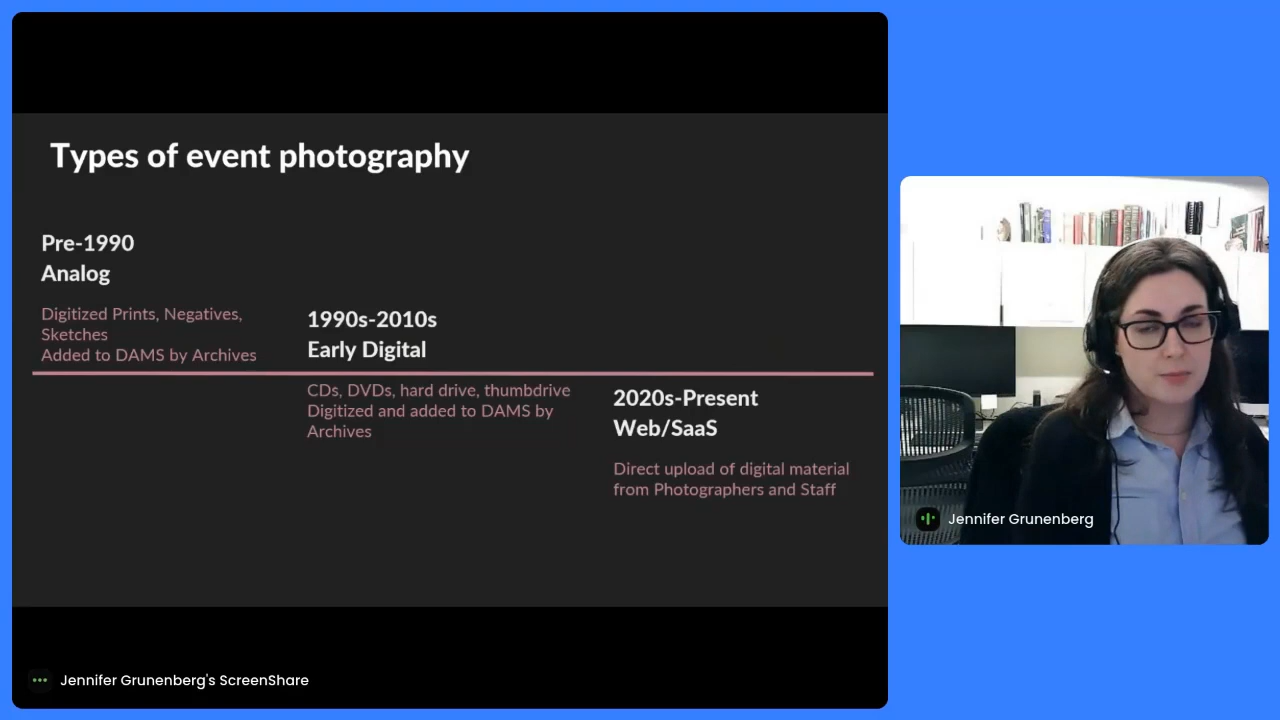 Types of event photography
Pre-1990
Analog
Digitized Prints, Negatives,
Sketches
Added to DAMS by Archives
1990s-2010s
Early Digital
CDs, DVDs, hard drive, thumbdrive
Digitized and added to DAMS by
Archives
2020s-Present
Web/SaaS
Direct upload of digital material
from Photographers and Staff
Jennifer Grunenberg
Jennifer Grunenberg's ScreenShare